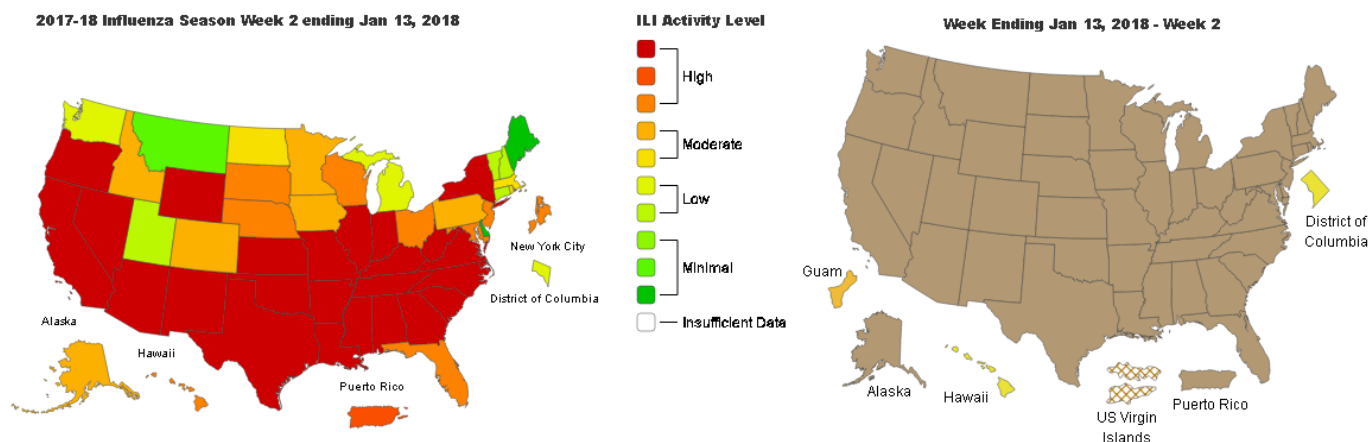 2017-18 Influenza Season Week 2 ending Jan 13, 2018
ILI Activity Level
High
Moderate
Low
Minimal
Insufficient Data
New York City
District of Columbia
Alaska
Hawaii
Puerto Rico
Week Ending Jan 13, 2018 - Week 2
District of
Columbia
Guam
Alaska
Hawaii
US Virgin
Islands
Puerto Rico